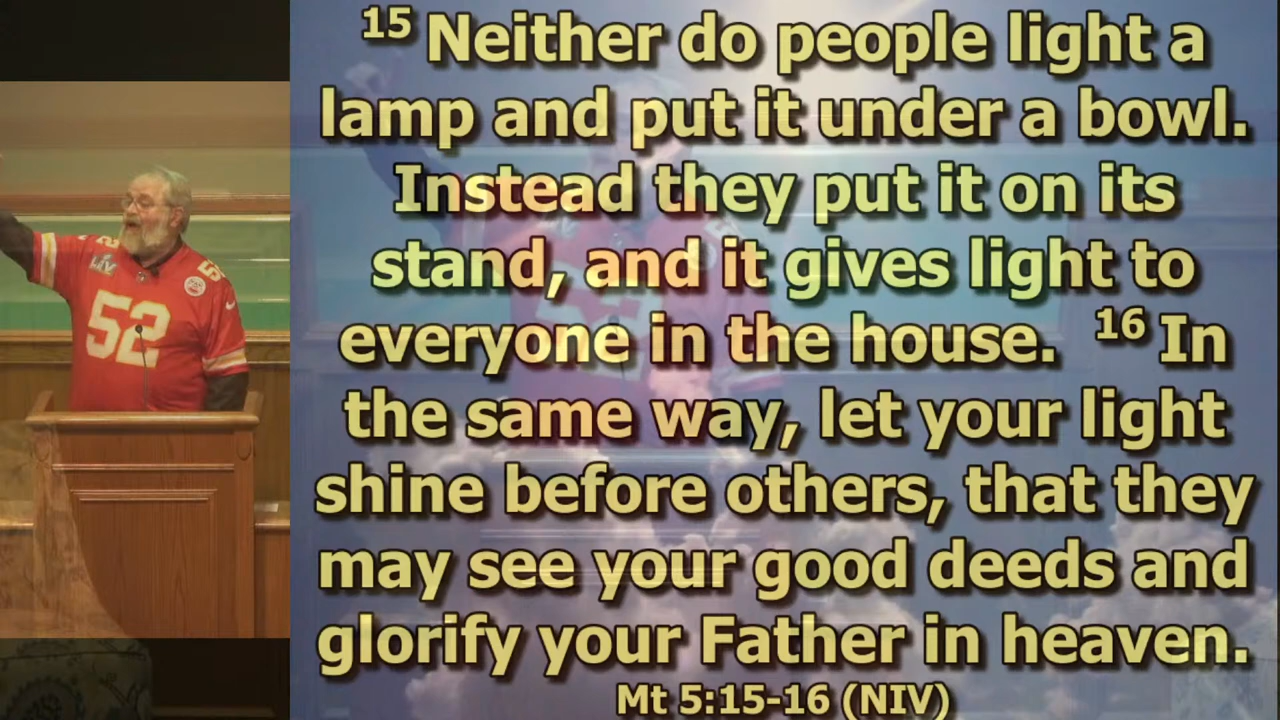 15 Neither do people light a
lamp and put it under a bowl.
Instead they put it on its
stand, and it gives light to
everyone in the house. 16 In
the same way, let your light
shine before others, that they
may see your good deeds and
glorify your Father in heaven.
Mt 5:15-16 (NIV)
LIV
52